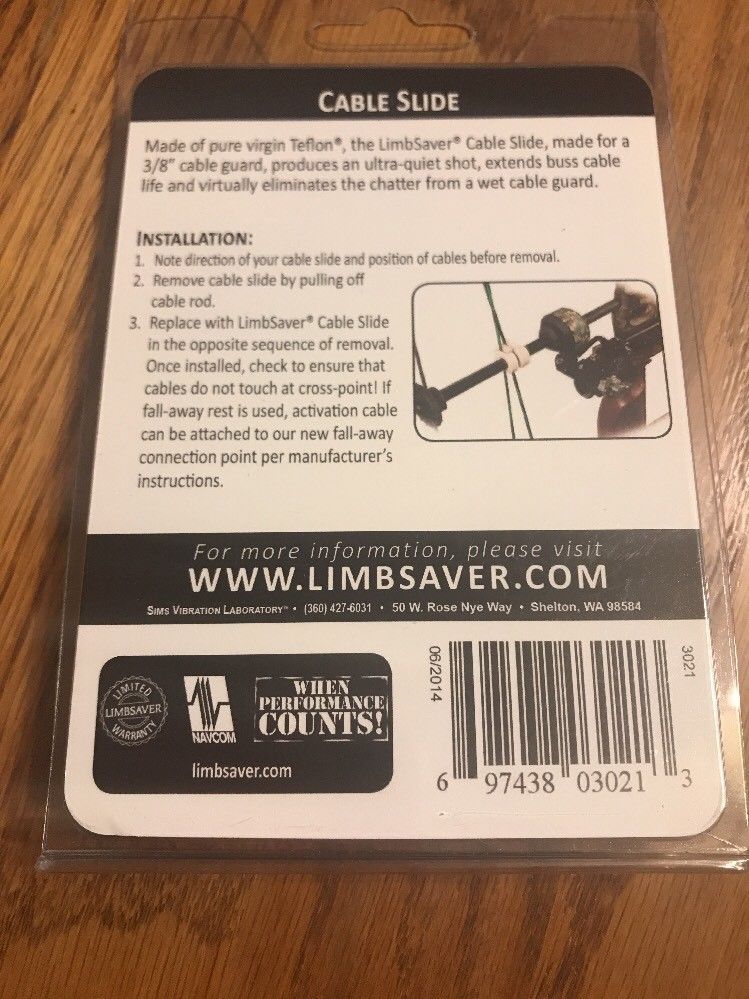 CABLE SLIDE
Made of pure virgin Teflon®, the LimbSaver® Cable Slide, made for a
3/8" cable guard, produces an ultra-quiet shot, extends buss cable
life and virtually eliminates the chatter from a wet cable guard.
INSTALLATION:
1. Note direction of your cable slide and position of cables before removal.
2. Remove cable slide by pulling off
cable rod.
3. Replace with LimbSaver® Cable Slide
in the opposite sequence of removal.
Once installed, check to ensure that
cables do not touch at cross-point! If
fall-away rest is used, activation cable
can be attached to our new fall-away
connection point per manufacturer's
instructions.
For more information, please visit
WWW.LIMBSAVER.COM
SIMS VIBRATION LABORATORY™ • (360) 427-6031 • 50 W. Rose Nye Way • Shelton, WA 98584
LIMITED
LIMBSAVER
WARRANTY
NAVCOM
WHEN
PERFORMANCE
COUNTS!
limbsaver.com
06/2014
3021
6 97438 03021 3